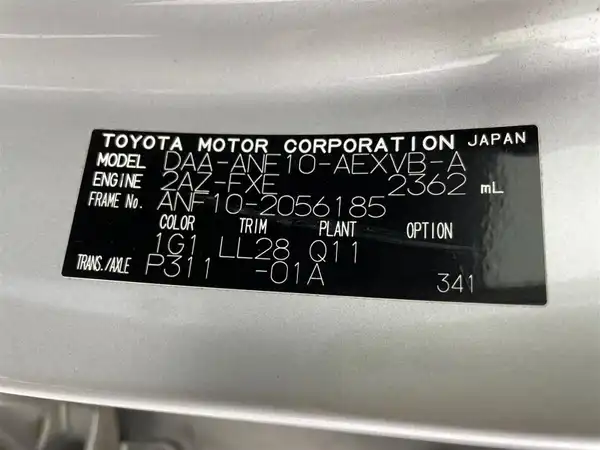 TOYOTA MOTOR CORPORATION JAPAN
MODEL DAA-ANF10-AEXVB-A
ENGINE 2AZ-FXE 2362 mL
FRAME No. ANF10-2056185
COLOR TRIM PLANT OPTION
1G1 LL28 Q11
TRANS./AXLE P311 -01A 341